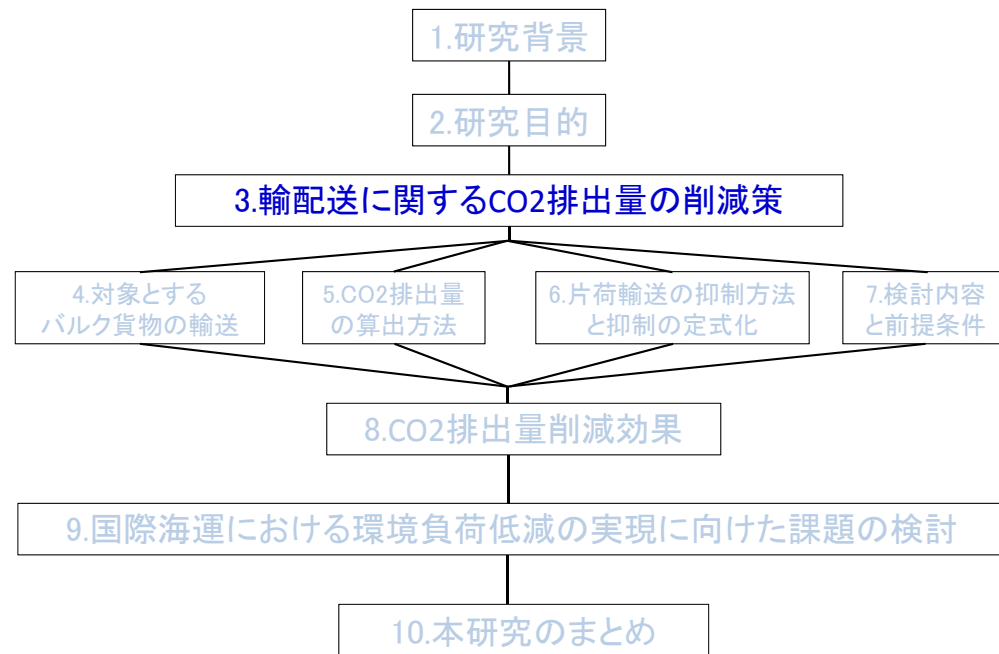 1.研究背景
2.研究目的
3.輸配送に関するCO2排出量の削減策
4.対象とする
バルク貨物の輸送
5.CO2排出量
の算出方法
6.片荷輸送の抑制方法
と抑制の定式化
7.検討内容
と前提条件
8.CO2排出量削減効果
9.国際海運における環境負荷低減の実現に向けた課題の検討
10.本研究のまとめ